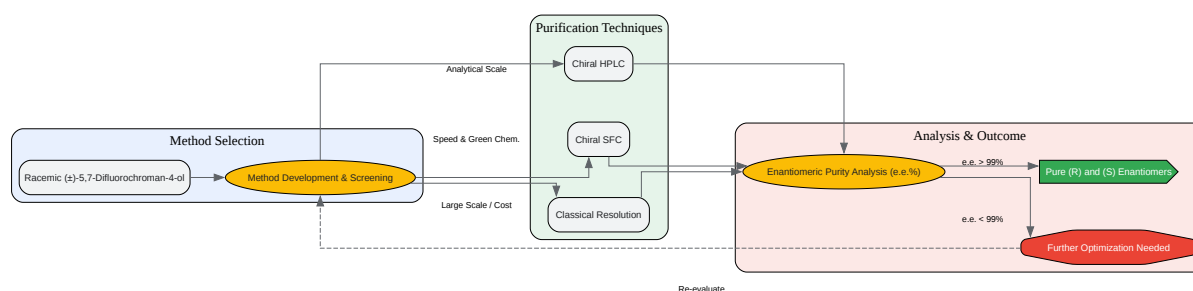 Purification Techniques
Chiral HPLC
Analytical Scale
Method Selection
Speed & Green Chem.
Chiral SFC
Analysis & Outcome
Racemic (±)-5,7-Difluorochroman-4-ol
Method Development & Screening
Enantiomeric Purity Analysis (e.e.%)
e.e. > 99%
Pure (R) and (S) Enantiomers
Large Scale / Cost
Classical Resolution
e.e. < 99%
Further Optimization Needed
Re-evaluate